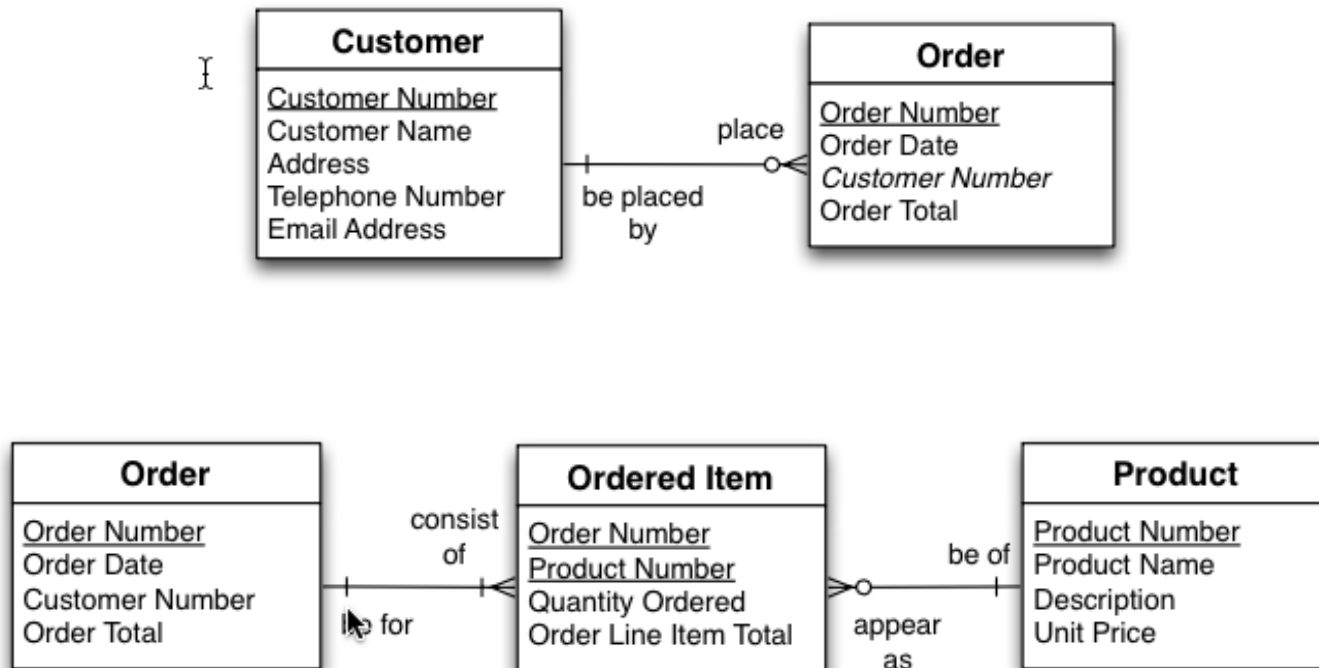 Customer
Customer Number
Customer Name
Address
Telephone Number
Email Address
place
be placed
by
Order
Order Number
Order Date
Customer Number
Order Total
Order
Order Number
Order Date
Customer Number
Order Total
consist
of
for
Ordered Item
Order Number
Product Number
Quantity Ordered
Order Line Item Total
be of
appear
as
Product
Product Number
Product Name
Description
Unit Price